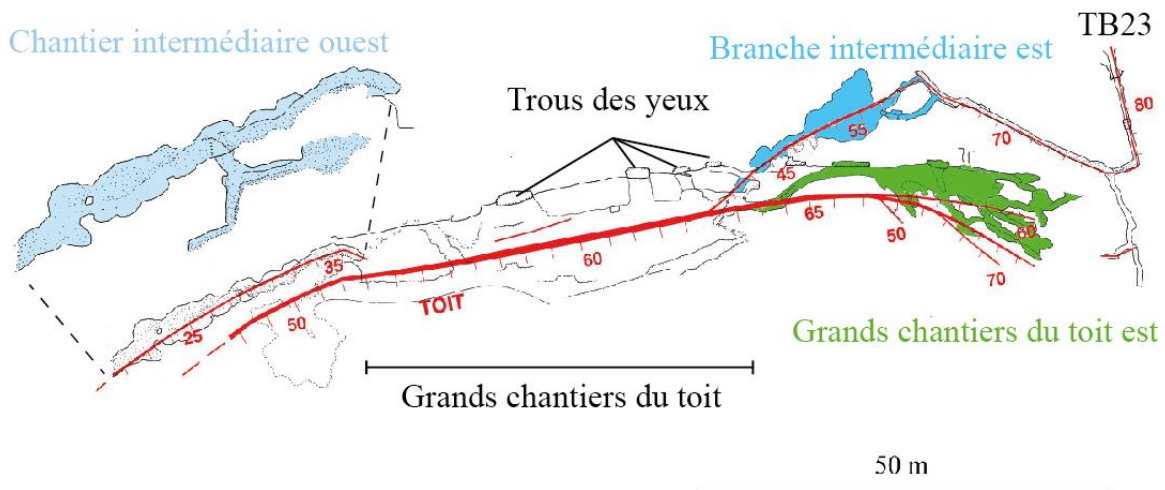 TB23
Chantier intermédiaire ouest
Branche intermédiaire est
Trous des yeux
80
55
70
45
65
60
50
35
60
70
50
TOIT
25
Grands chantiers du toit est
Grands chantiers du toit
50 m